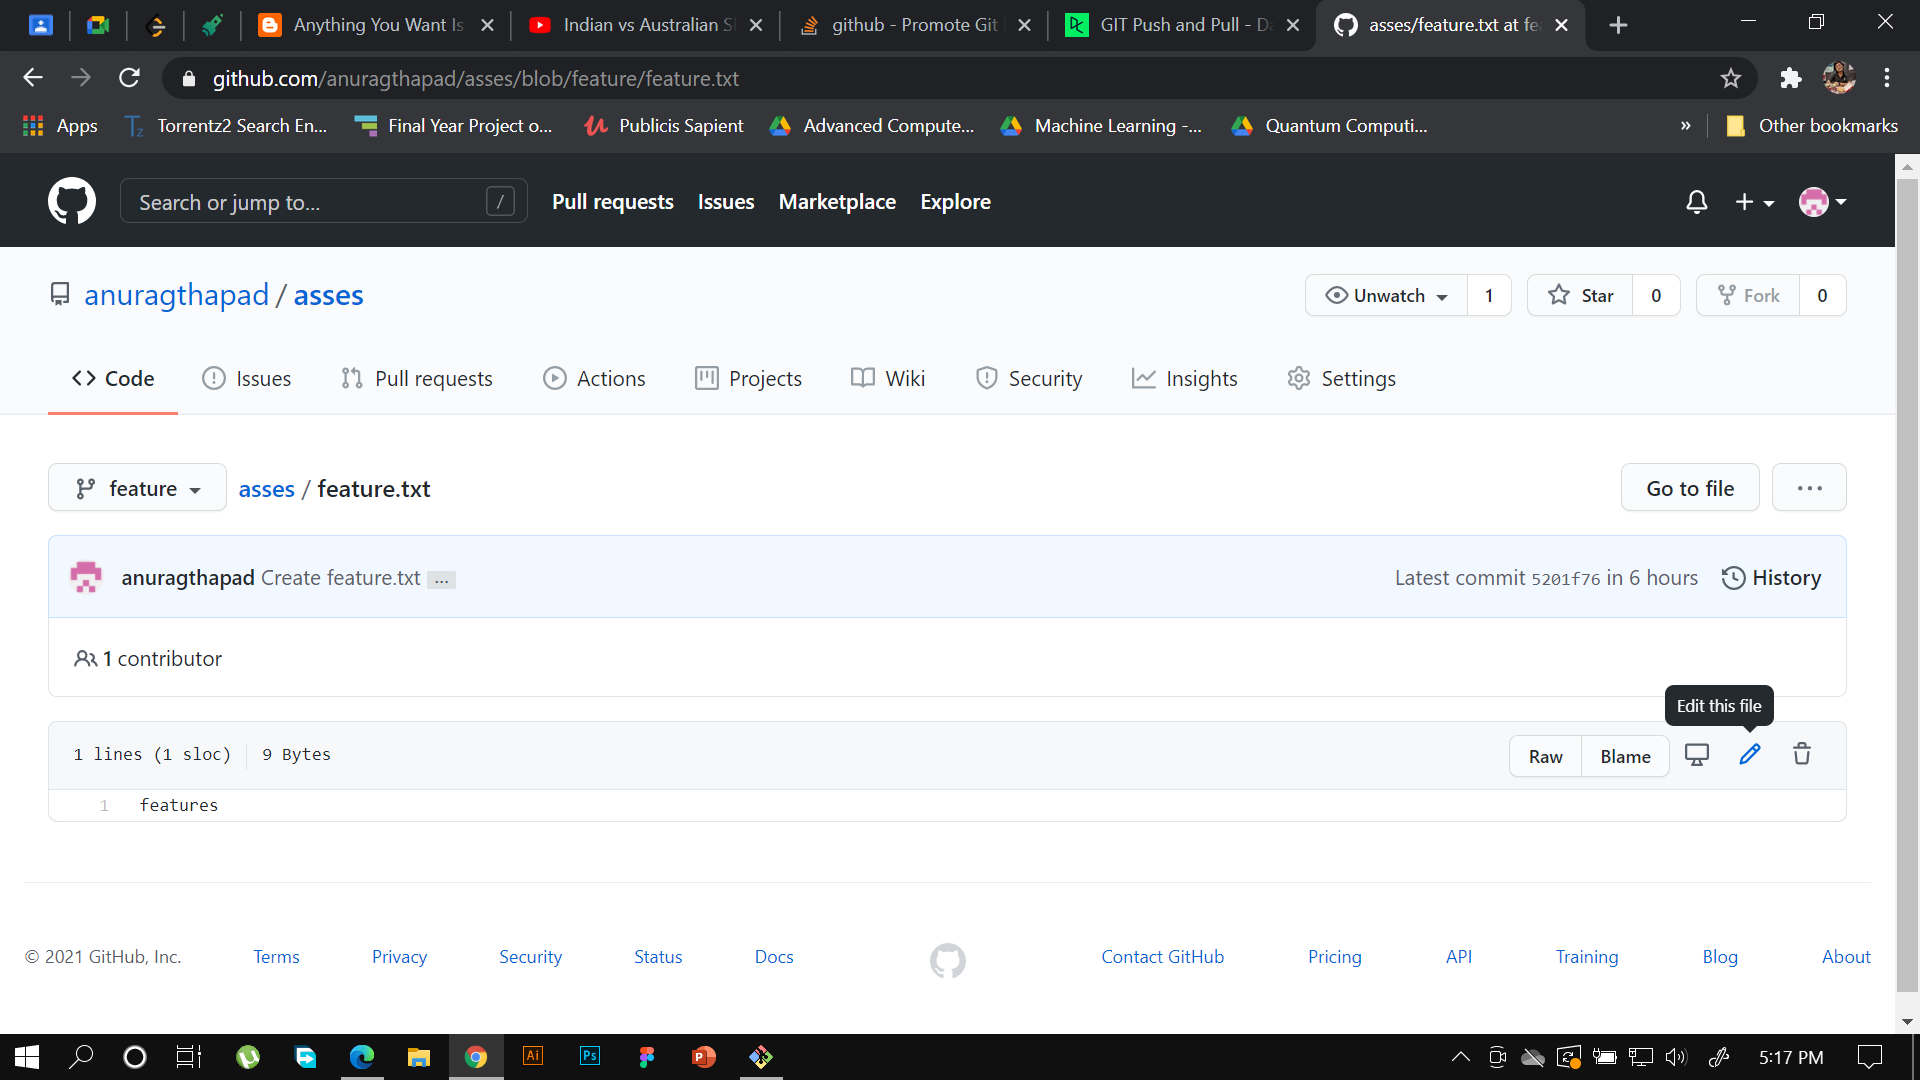 Anything You Want Is
Indian vs Australian S
github - Promote Git
GIT Push and Pull - Da
asses/feature.txt at fe
github.com/anuragthapad/asses/blob/feature/feature.txt
Apps
Torrentz2 Search En...
Final Year Project o...
Publicis Sapient
Advanced Compute...
Machine Learning -...
Quantum Computi...
»
Other bookmarks
Search or jump to...
/
Pull requests
Issues
Marketplace
Explore
anuragthapad / asses
Unwatch 1
Star 0
Fork 0
Code
Issues
Pull requests
Actions
Projects
Wiki
Security
Insights
Settings
feature
asses / feature.txt
Go to file
...
anuragthapad Create feature.txt ...
Latest commit 5201f76 in 6 hours
History
1 contributor
Edit this file
1 lines (1 sloc)
9 Bytes
Raw
Blame
1 features
© 2021 GitHub, Inc.
Terms
Privacy
Security
Status
Docs
Contact GitHub
Pricing
API
Training
Blog
About
Ai
Ps
P
5:17 PM